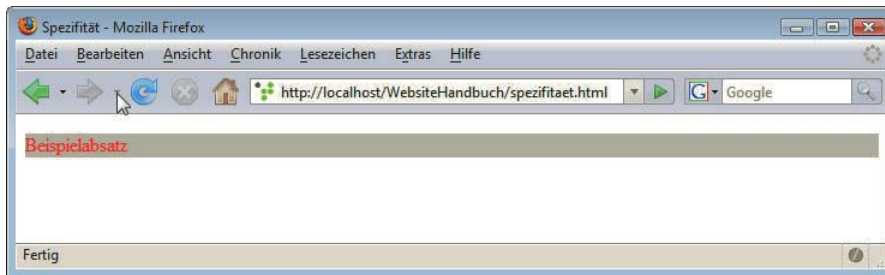 Spezifität - Mozilla Firefox
Datei Bearbeiten Ansicht Chronik Lesezeichen Extras Hilfe
http://localhost/WebsiteHandbuch/spezifitaet.html G Google
Beispielabsatz
Fertig